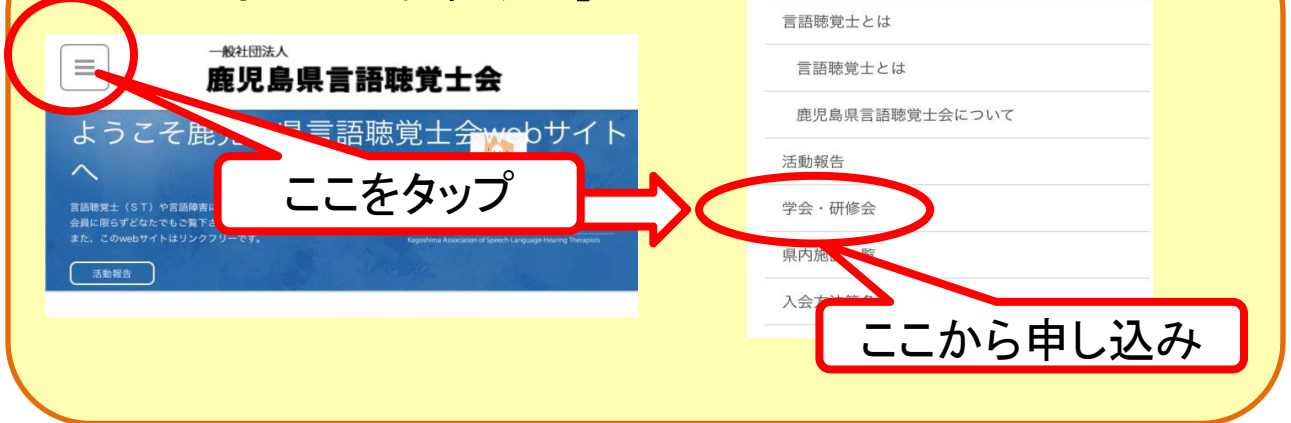 一般社団法人
鹿児島県言語聴覚士会
ようこそ鹿 県言語聴覚士会webサイト
へ
言語聴覚士（ST）や言語障害に
会員に限らずどなたでもご覧下さ
また、このwebサイトはリンクフリーです。
Kagoshima Association of Speech-Language-Hearing Therapists
活動報告
ここをタップ
言語聴覚士とは
言語聴覚士とは
鹿児島県言語聴覚士会について
活動報告
学会・研修会
県内施 覧
入会方法
ここから申し込み